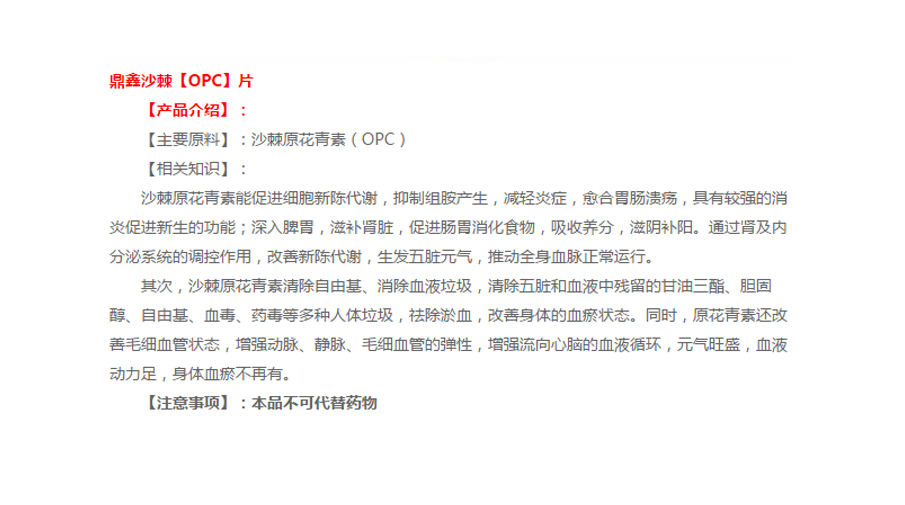 鼎鑫沙棘【OPC】片
【产品介绍】：
【主要原料】：沙棘原花青素（OPC）
【相关知识】：
沙棘原花青素能促进细胞新陈代谢，抑制组胺产生，减轻炎症，愈合胃肠溃疡，具有较强的消
炎促进新生的功能；深入脾胃，滋补肾脏，促进肠胃消化食物，吸收养分，滋阴补阳。通过肾及内
分泌系统的调控作用，改善新陈代谢，生发五脏元气，推动全身血脉正常运行。
其次，沙棘原花青素清除自由基、消除血液垃圾，清除五脏和血液中残留的甘油三酯、胆固
醇、自由基、血毒、药毒等多种人体垃圾，祛除淤血，改善身体的血瘀状态。同时，原花青素还改
善毛细血管状态，增强动脉、静脉、毛细血管的弹性，增强流向心脑的血液循环，元气旺盛，血液
动力足，身体血瘀不再有。
【注意事项】：本品不可代替药物